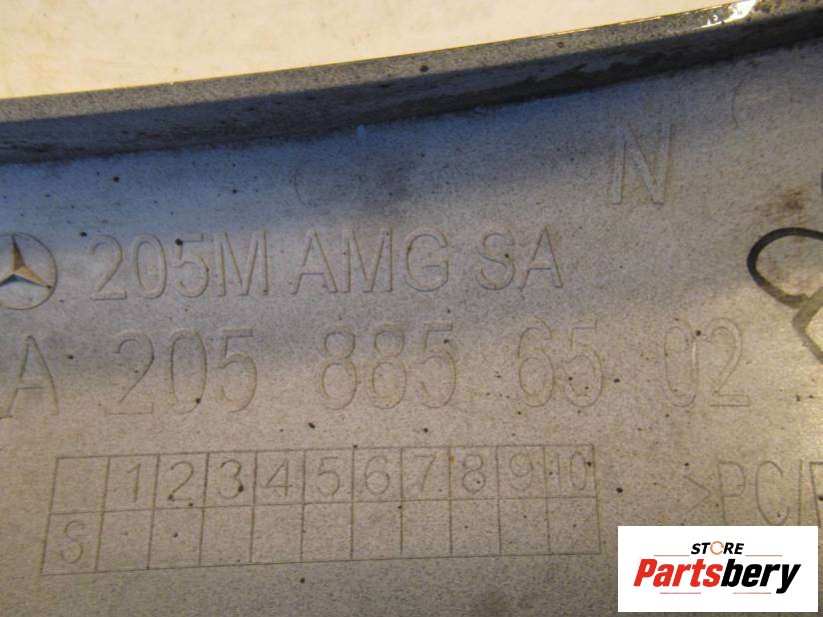 N
205M AMG SA
A 205 885 65 02
1 2 3 4 5 6 7 8 9 10
S
>PC/P
STORE
Partsbery